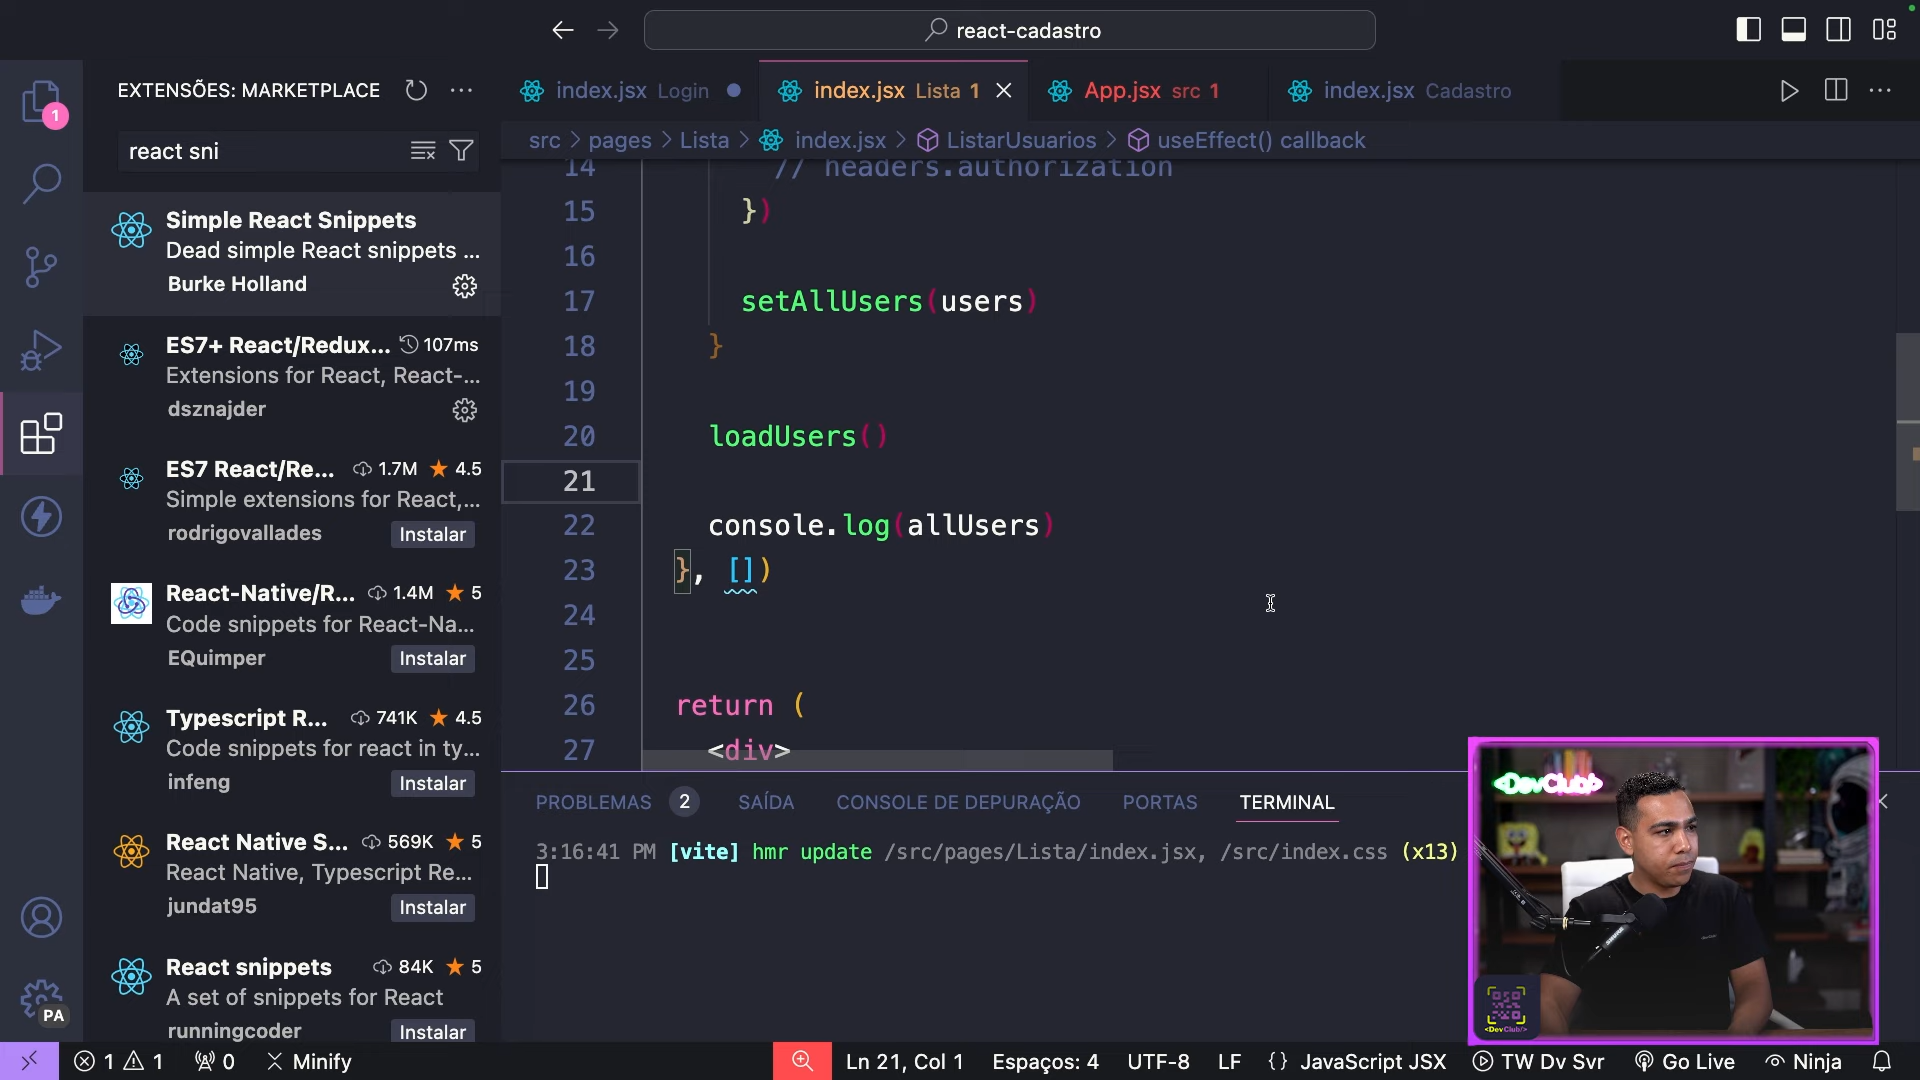 react-cadastro
EXTENSÕES: MARKETPLACE
react sni
Simple React Snippets
Dead simple React snippets ...
Burke Holland
ES7+ React/Redux... 107ms
Extensions for React, React-...
dsznajder
ES7 React/Re... 1.7M 4.5
Simple extensions for React,...
rodrigovallades Instalar
React-Native/R... 1.4M 5
Code snippets for React-Na...
EQuimper Instalar
Typescript R... 741K 4.5
Code snippets for react in ty...
infeng Instalar
React Native S... 569K 5
React Native, Typescript Re...
jundat95 Instalar
React snippets 84K 5
A set of snippets for React
runningcoder Instalar
1
PA
index.jsx Login
index.jsx Lista 1
App.jsx src 1
index.jsx Cadastro
src > pages > Lista > index.jsx > ListarUsuarios > useEffect() callback
14 // headers.authorization
15 })
16
17 setAllUsers(users)
18 }
19
20 loadUsers()
21
22 console.log(allUsers)
23 }, [])
24
25
26 return (
27 <div>
PROBLEMAS 2 SAÍDA CONSOLE DE DEPURAÇÃO PORTAS TERMINAL
3:16:41 PM [vite] hmr update /src/pages/Lista/index.jsx, /src/index.css (x13)
<DevClub/>
<DevClub/>
1 1 0 Minify
Ln 21, Col 1 Espaços: 4 UTF-8 LF {} JavaScript JSX TW Dv Svr Go Live Ninja